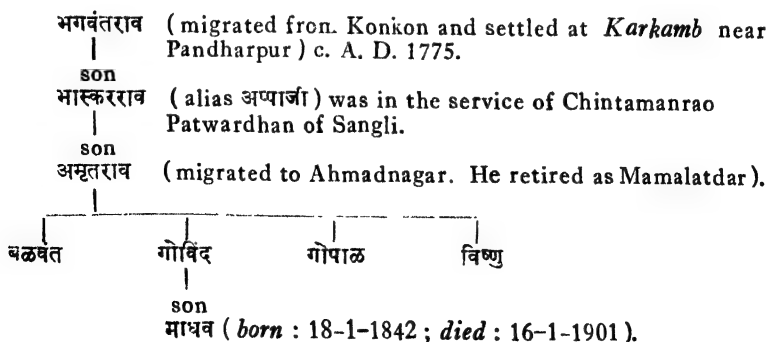 भगवंतराव ( migrated fron. Konkon and settled at Karkamb near
Pandharpur ) c. A. D. 1775.
son
भास्करराव ( alias अप्पाजी ) was in the service of Chintamanrao
Patwardhan of Sangli.
son
अमृतराव ( migrated to Ahmadnagar. He retired as Mamalatdar ).
बळवंत गोविंद गोपाळ विष्णु
son
माधव ( born : 18-1-1842 ; died : 16-1-1901 ).